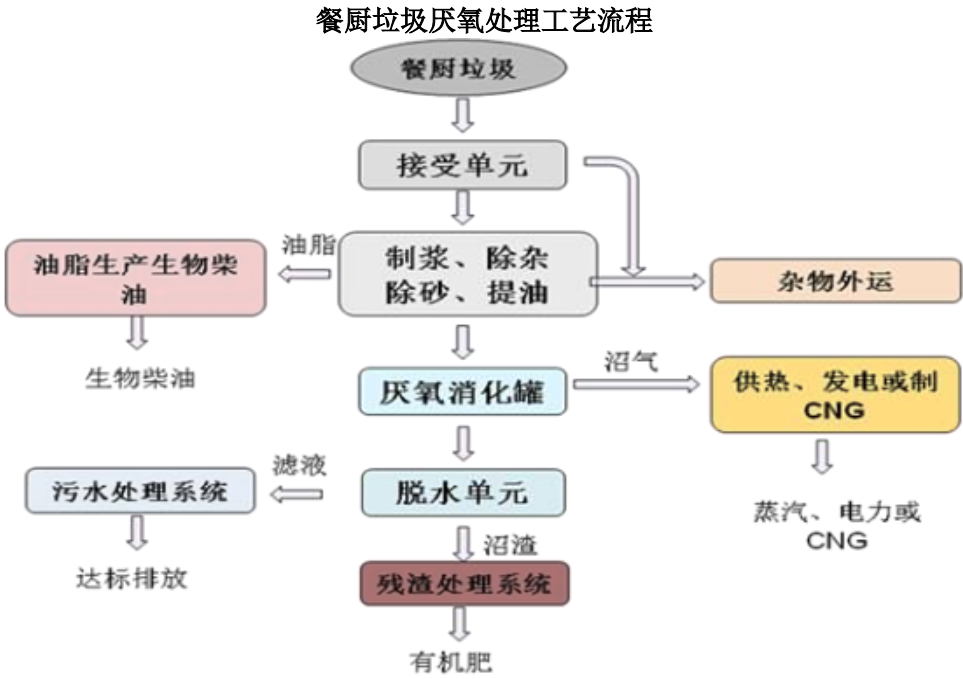 餐厨垃圾厌氧处理工艺流程
餐厨垃圾
接受单元
油脂
油脂生产生物柴
油
制浆、除杂
除砂、提油
杂物外运
生物柴油
沼气
厌氧消化罐
供热、发电或制
CNG
滤液
污水处理系统
脱水单元
蒸汽、电力或
CNG
沼渣
达标排放
残渣处理系统
有机肥